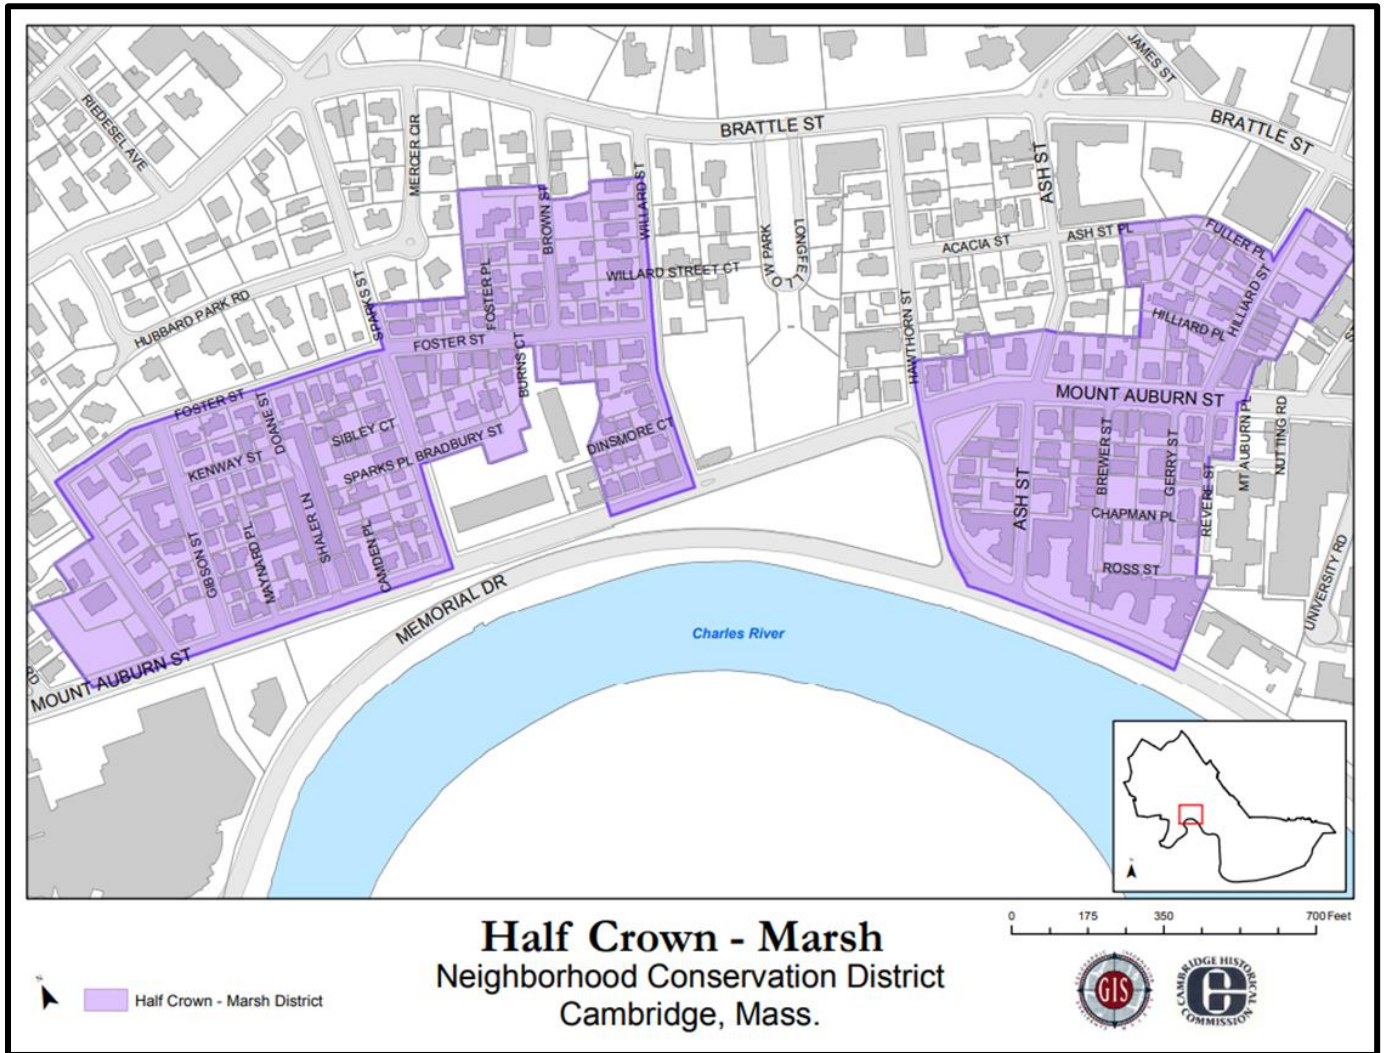 JAMES ST
RIEDESEL AVE
BRATTLE ST
BRATTLE ST
MERCER CIR
ASH ST
BROWN ST
WILLARD ST
LONGFELLOW PARK
ACACIA ST
ASH ST PL
FULLER PL
WILLARD STREET CT
SPARKS ST
FOSTER PL
HUBBARD PARK RD
HILLIARD ST
HILLIARD PL
HAWTHORN ST
FOSTER ST
BURNS CT
FOSTER ST
MOUNT AUBURN ST
DOANE ST
SIBLEY CT
DINSMORE CT
BREWER ST
GERRY ST
MT AUBURN PL
NUTTING RD
KENWAY ST
SPARKS PL
BRADBURY ST
ASH ST
REVERE ST
SHALER LN
CHAPMAN PL
GIBSON ST
MAYNARD PL
CAMDEN PL
ROSS ST
UNIVERSITY RD
MEMORIAL DR
Charles River
RD
MOUNT AUBURN ST
Half Crown - Marsh
Neighborhood Conservation District
Cambridge, Mass.
0 175 350 700 Feet
Half Crown - Marsh District
GIS
CAMBRIDGE HISTORICAL
COMMISSION